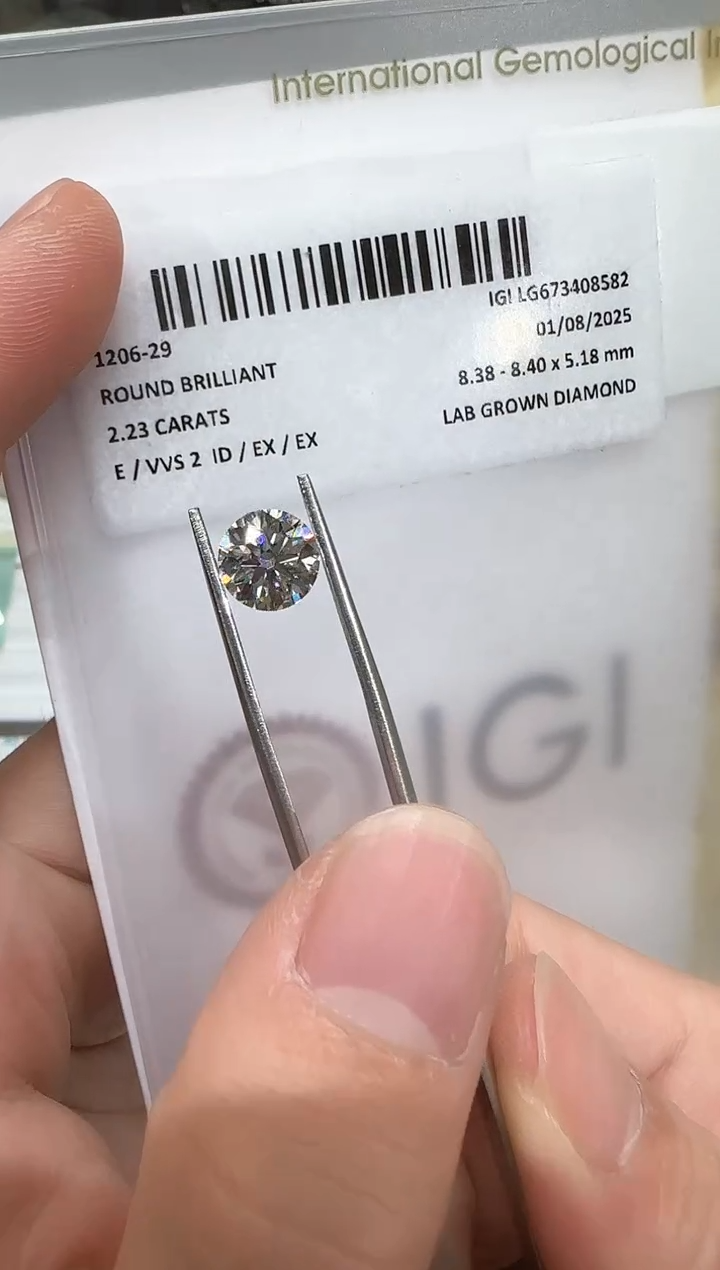 International Gemological
IGI LG673408582
1206-29
01/08/2025
ROUND BRILLIANT
8.38 - 8.40 x 5.18 mm
2.23 CARATS
LAB GROWN DIAMOND
E / VVS 2 ID / EX / EX
IGI